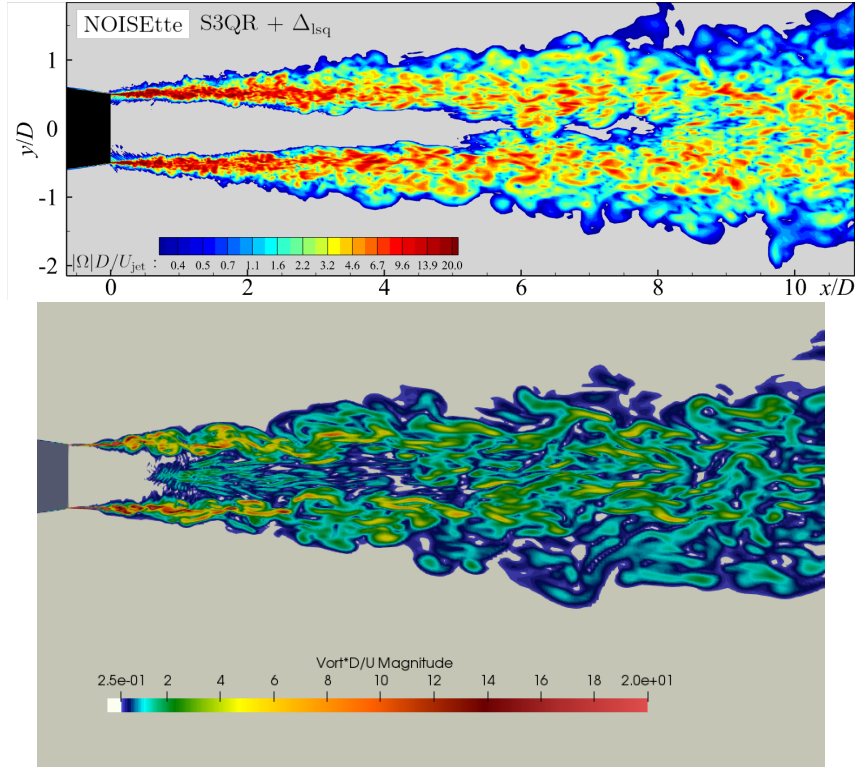 NOISEtte S3QR + Δlsq
1
0
-1
-2
y/D
|Ω|D/Ujet :
0.4 0.5 0.7 1.1 1.6 2.2 3.2 4.6 6.7 9.6 13.9 20.0
0 2 4 6 8 10 x/D
Vort*D/U Magnitude
2.5e-01 2 4 6 8 10 12 14 16 18 2.0e+01